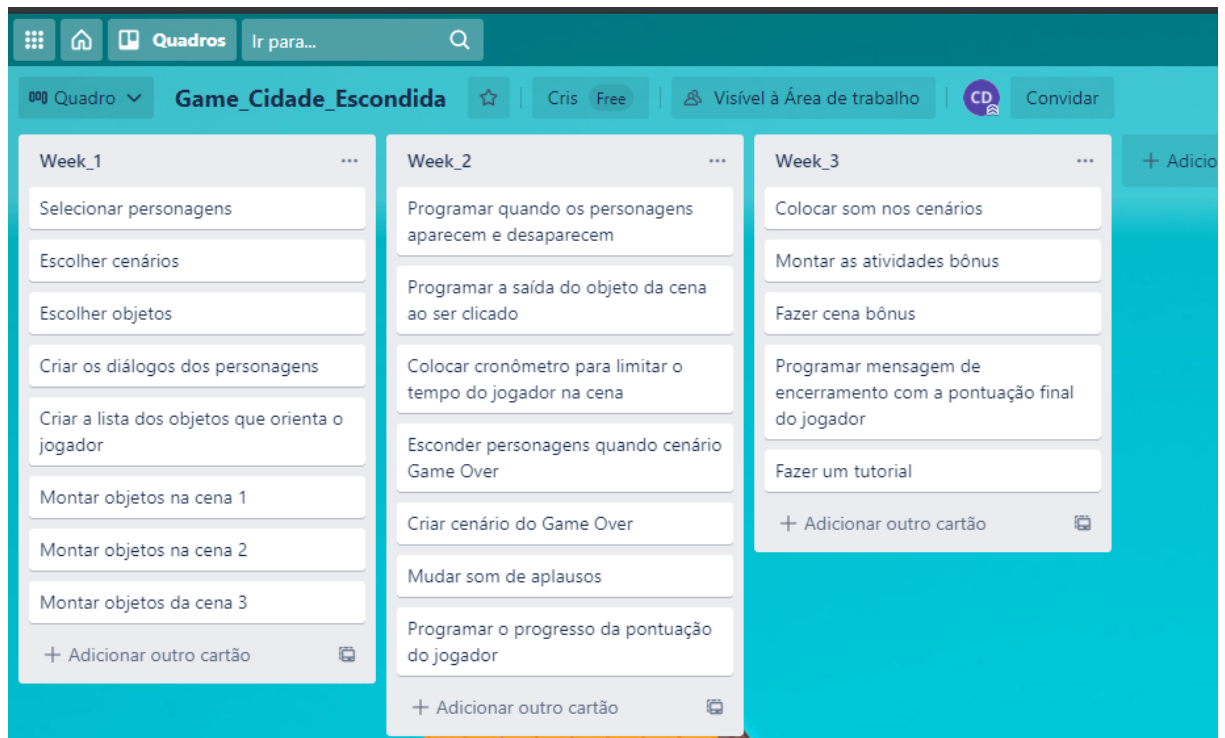 Quadros
Ir para...
Quadro
Game_Cidade_Escondida
Cris Free
Visível à Área de trabalho
CD
Convidar
Week_1
Selecionar personagens
Escolher cenários
Escolher objetos
Criar os diálogos dos personagens
Criar a lista dos objetos que orienta o
jogador
Montar objetos na cena 1
Montar objetos na cena 2
Montar objetos da cena 3
+ Adicionar outro cartão
Week_2
Programar quando os personagens
aparecem e desaparecem
Programar a saída do objeto da cena
ao ser clicado
Colocar cronômetro para limitar o
tempo do jogador na cena
Esconder personagens quando cenário
Game Over
Criar cenário do Game Over
Mudar som de aplausos
Programar o progresso da pontuação
do jogador
+ Adicionar outro cartão
Week_3
Colocar som nos cenários
Montar as atividades bônus
Fazer cena bônus
Programar mensagem de
encerramento com a pontuação final
do jogador
Fazer um tutorial
+ Adicionar outro cartão
+ Adicio